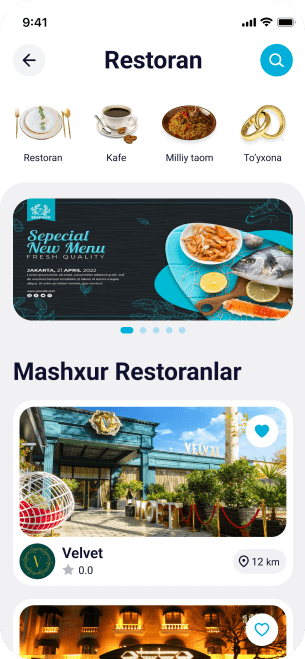 9:41
Restoran
Restoran
Kafe
Milliy taom
To'yxona
Sepecial
New Menu
FRESH QUALITY
JAKARTA, 21 APRIL 2022
Mashxur Restoranlar
V
VELVET
Velvet
0.0
12 km